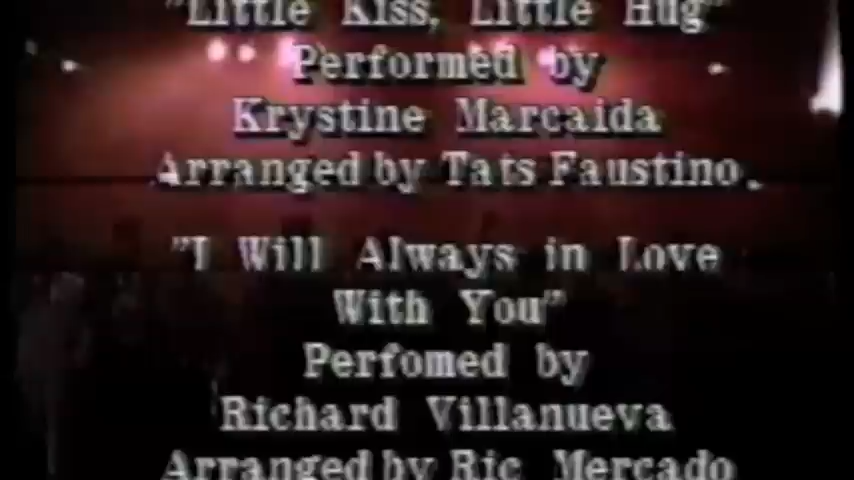 "Little Kiss, Little Hug"
Performed by
Krystine Marcaida
Arranged by Tats Faustino.
"I Will Always in Love
With You"
Perfomed by
Richard Villanueva
Arranged by Ric Mercado